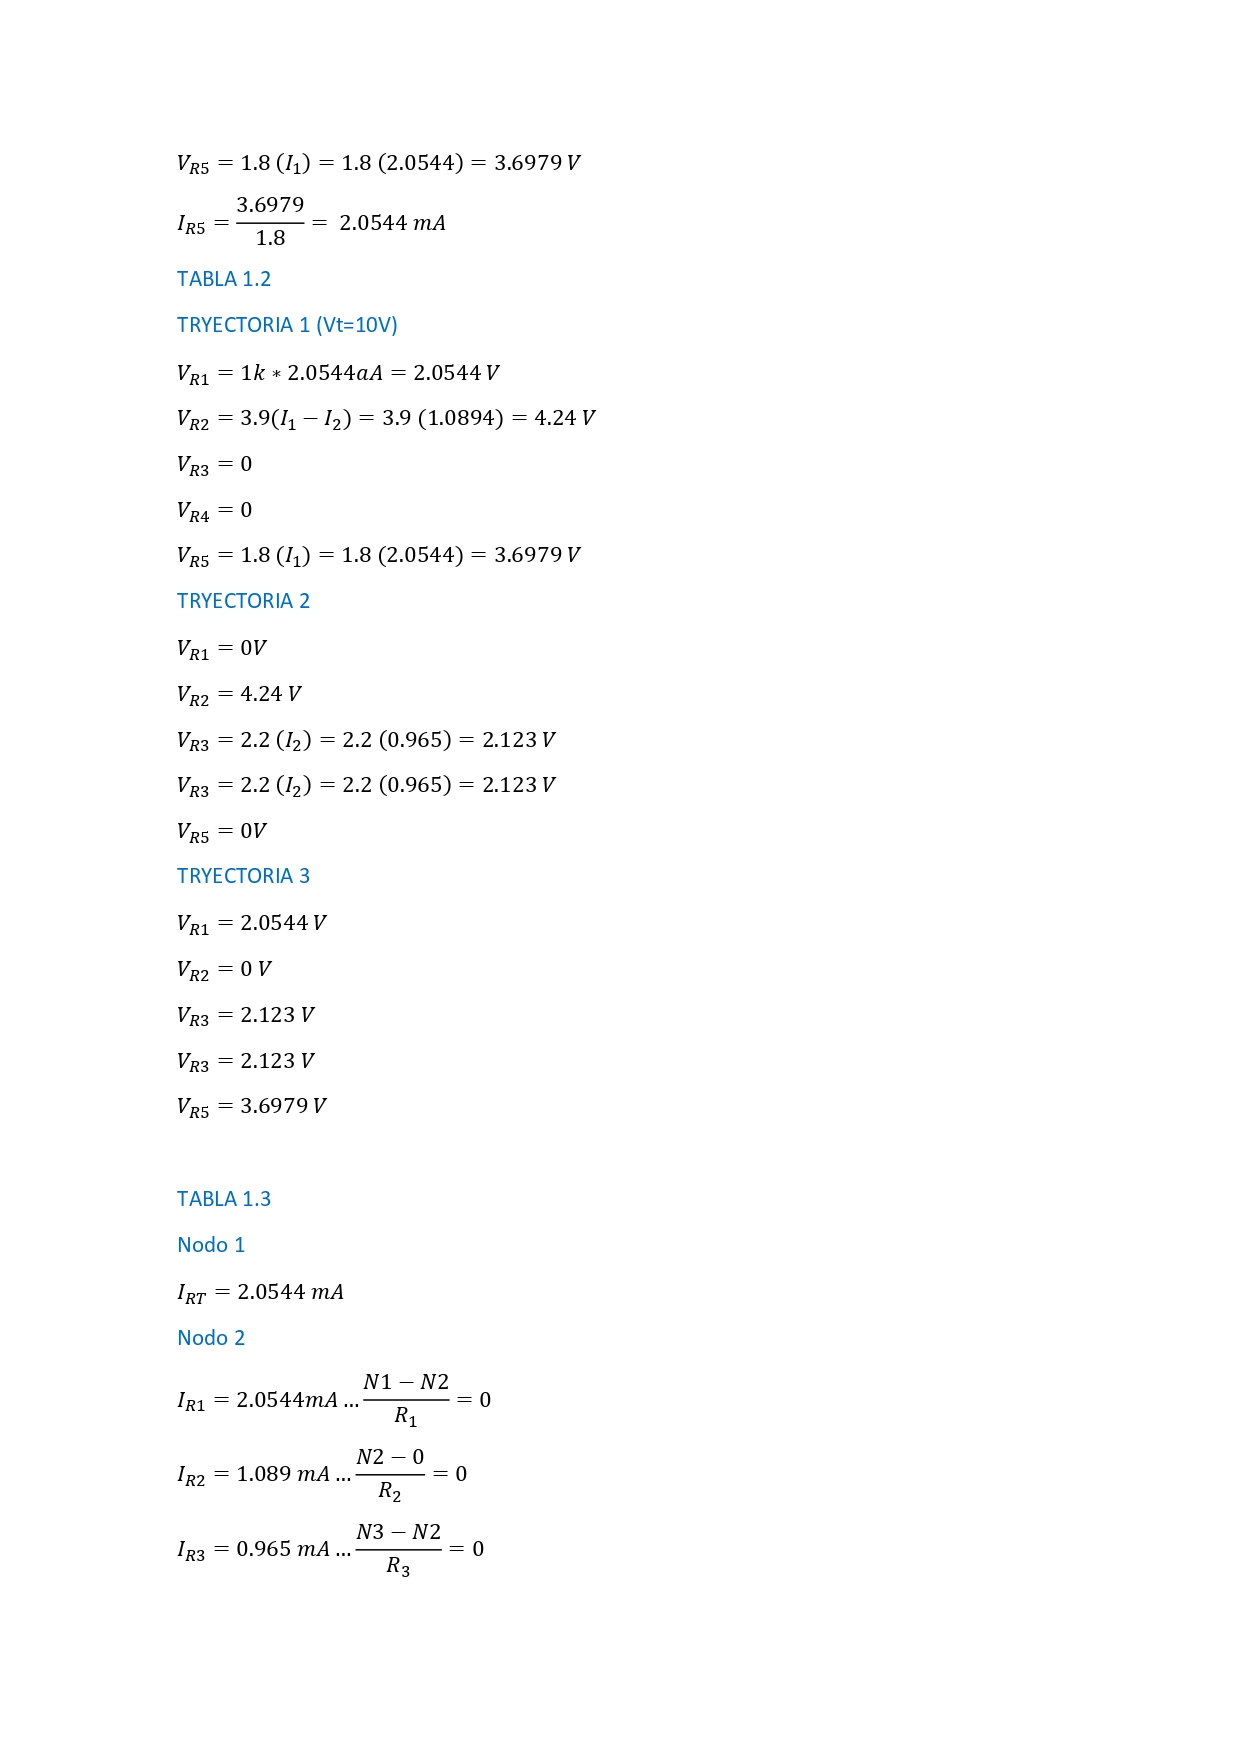 V_{R5} = 1.8 (I_1) = 1.8 (2.0544) = 3.6979 V
I_{R5} = \frac{3.6979}{1.8} = 2.0544 mA
TABLA 1.2
TRYECTORIA 1 (Vt=10V)
V_{R1} = 1k ∗ 2.0544aA = 2.0544 V
V_{R2} = 3.9(I_1 − I_2) = 3.9 (1.0894) = 4.24 V
V_{R3} = 0
V_{R4} = 0
V_{R5} = 1.8 (I_1) = 1.8 (2.0544) = 3.6979 V
TRYECTORIA 2
V_{R1} = 0V
V_{R2} = 4.24 V
V_{R3} = 2.2 (I_2) = 2.2 (0.965) = 2.123 V
V_{R3} = 2.2 (I_2) = 2.2 (0.965) = 2.123 V
V_{R5} = 0V
TRYECTORIA 3
V_{R1} = 2.0544 V
V_{R2} = 0 V
V_{R3} = 2.123 V
V_{R3} = 2.123 V
V_{R5} = 3.6979 V
TABLA 1.3
Nodo 1
I_{RT} = 2.0544 mA
Nodo 2
I_{R1} = 2.0544mA … \frac{N1 − N2}{R_1} = 0
I_{R2} = 1.089 mA … \frac{N2 − 0}{R_2} = 0
I_{R3} = 0.965 mA … \frac{N3 − N2}{R_3} = 0